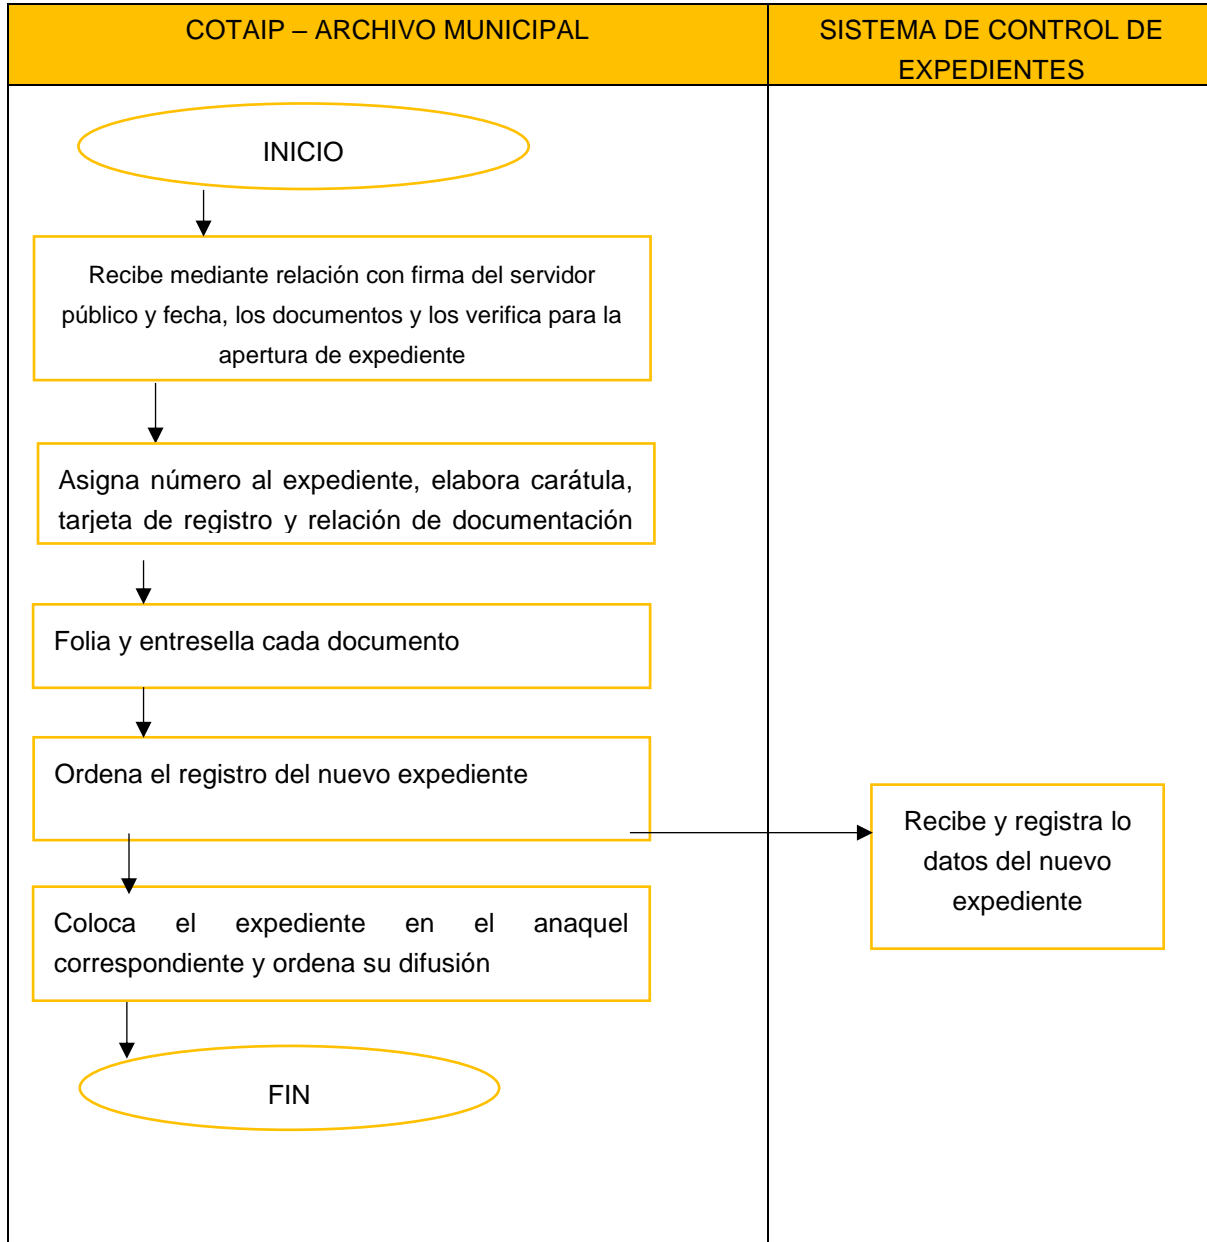 COTAIP – ARCHIVO MUNICIPAL
SISTEMA DE CONTROL DE
EXPEDIENTES
INICIO
Recibe mediante relación con firma del servidor
público y fecha, los documentos y los verifica para la
apertura de expediente
Asigna número al expediente, elabora carátula,
tarjeta de registro y relación de documentación
Folia y entresella cada documento
Ordena el registro del nuevo expediente
Recibe y registra lo
datos del nuevo
expediente
Coloca el expediente en el anaquel
correspondiente y ordena su difusión
FIN